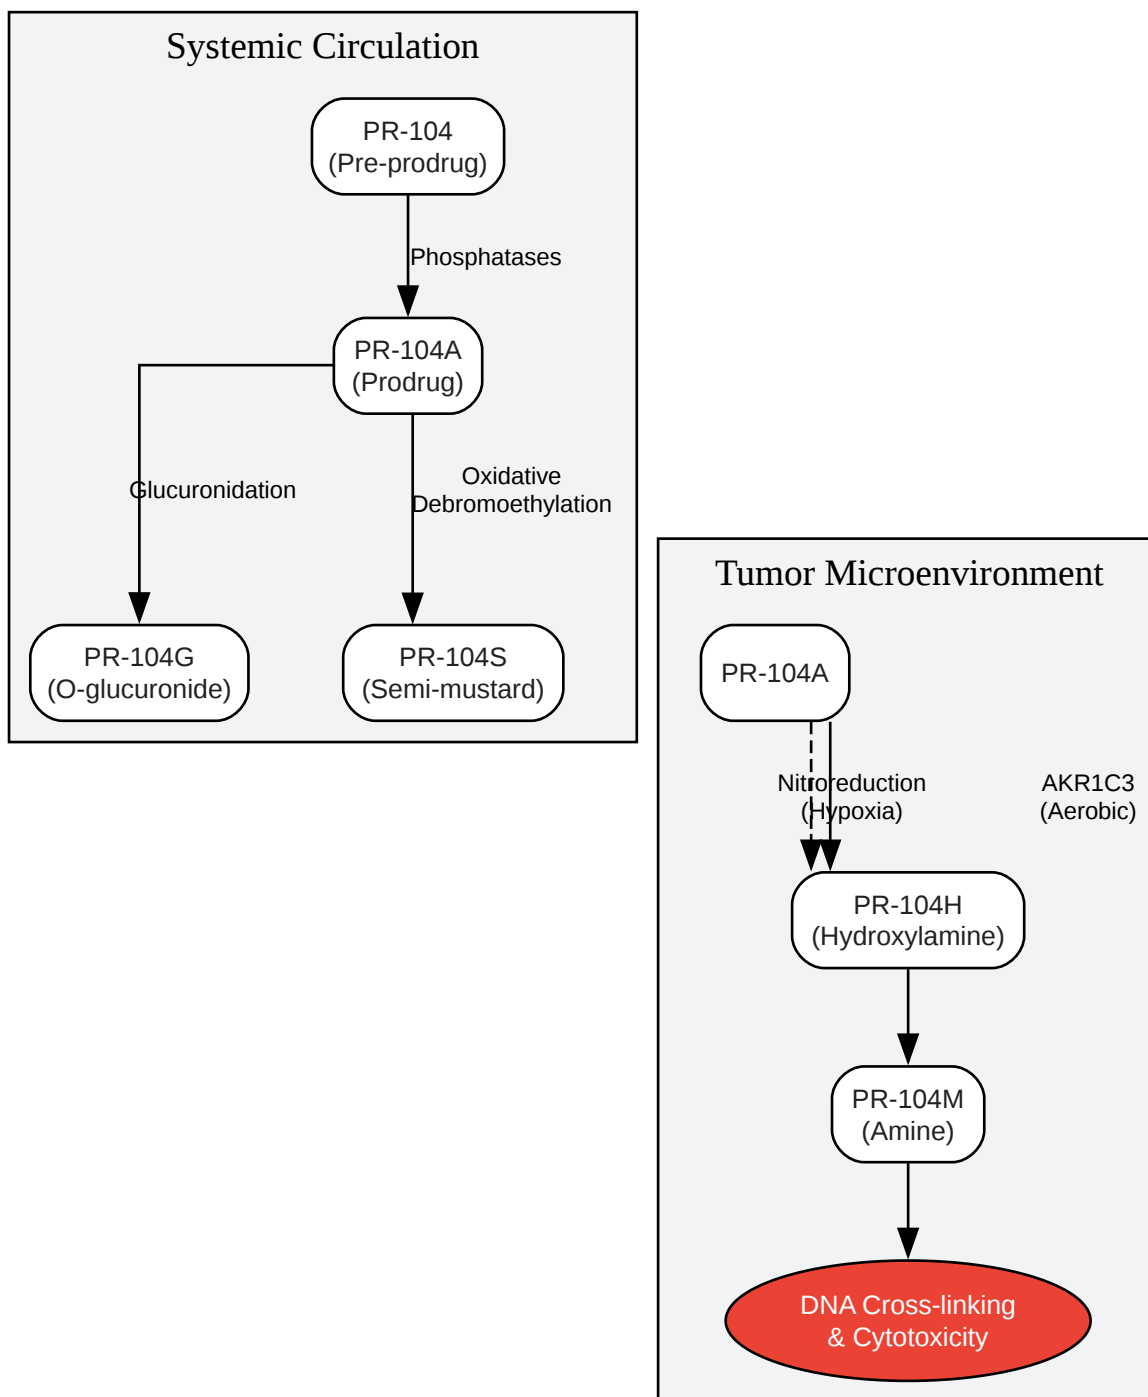 Systemic Circulation
PR-104
(Pre-prodrug)
Phosphatases
PR-104A
(Prodrug)
Glucuronidation
Oxidative
Debromoethylation
PR-104G
(O-glucuronide)
PR-104S
(Semi-mustard)
Tumor Microenvironment
PR-104A
Nitroreduction
(Hypoxia)
AKR1C3
(Aerobic)
PR-104H
(Hydroxylamine)
PR-104M
(Amine)
DNA Cross-linking
& Cytotoxicity